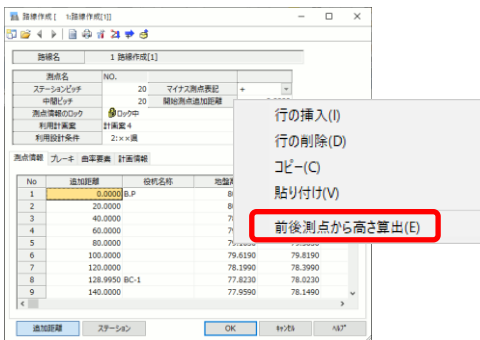 路線作成 [ 1:路線作成[1]]
路線名 1 路線作成[1]
測点名 NO.
ステーションピッチ 20 マイナス測点表記 +
中間ピッチ 20 開始測点追加距離
測点情報のロック ロック中
利用計画案 計画案4
利用設計条件 2:××道
測点情報 ブレーキ 曲率要素 計画情報
No 追加距離 役杭名称
1 0.0000 B.P
2 20.0000
3 40.0000
4 60.0000
5 80.0000
6 100.0000 79.6190 79.8190
7 120.0000 78.1990 78.3990
8 128.9950 BC-1 77.8230 78.0230
9 140.0000 77.9590 78.1490
追加距離 ステーション OK キャンセル ヘルプ
行の挿入(I)
行の削除(D)
コピー(C)
貼り付け(V)
前後測点から高さ算出(E)